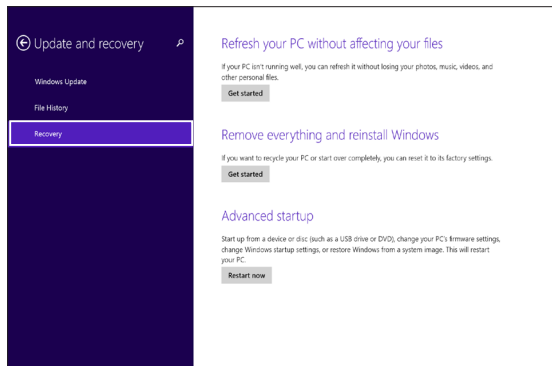 Update and recovery
Windows Update
File History
Recovery
Refresh your PC without affecting your files
If your PC isn't running well, you can refresh it without losing your photos, music, videos, and
other personal files.
Get started
Remove everything and reinstall Windows
If you want to recycle your PC or start over completely, you can reset it to its factory settings.
Get started
Advanced startup
Start up from a device or disc (such as a USB drive or DVD), change your PC's firmware settings,
change Windows startup settings, or restore Windows from a system image. This will restart
your PC.
Restart now